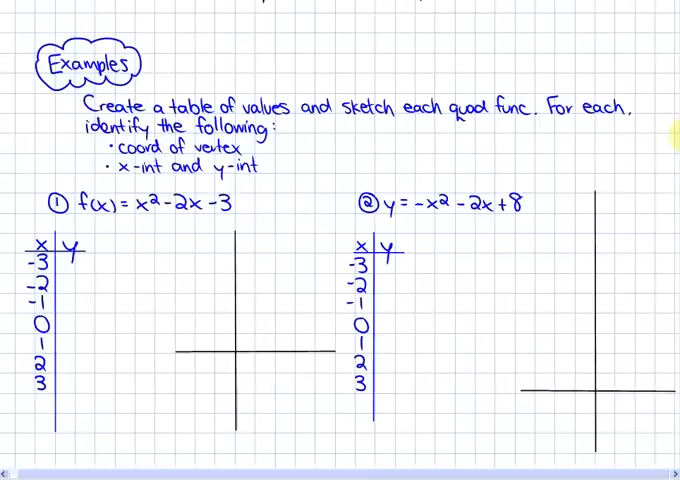 Examples
Create a table of values and sketch each quad func. For each,
identify the following:
• coord of vertex
• x-int and y-int
① f(x) = x² - 2x - 3
② y = -x² - 2x + 8
x y
-3
-2
-1
0
1
2
3
x y
-3
-2
-1
0
1
2
3